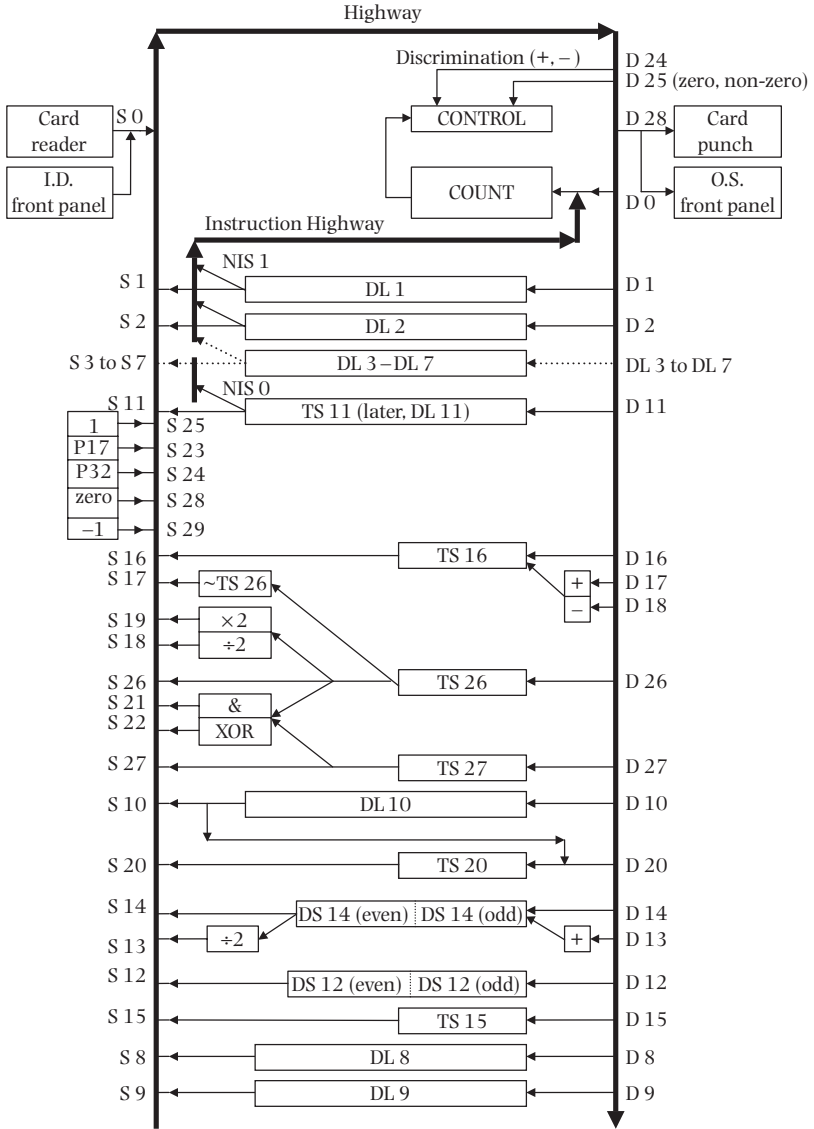 Highway
Discrimination (+, –)
D 24
D 25 (zero, non-zero)
S 0
Card
reader
CONTROL
D 28
Card
punch
I.D.
front panel
COUNT
D 0
O.S.
front panel
Instruction Highway
NIS 1
S 1
DL 1
D 1
S 2
DL 2
D 2
S 3 to S 7
DL 3 – DL 7
DL 3 to DL 7
NIS 0
S 11
TS 11 (later, DL 11)
D 11
1
S 25
P17
S 23
P32
S 24
zero
S 28
–1
S 29
S 16
TS 16
D 16
S 17
~TS 26
+
D 17
–
D 18
S 19
×2
S 18
÷2
S 26
TS 26
D 26
S 21
&
S 22
XOR
S 27
TS 27
D 27
S 10
DL 10
D 10
S 20
TS 20
D 20
S 14
DS 14 (even)
DS 14 (odd)
D 14
S 13
÷2
+
D 13
S 12
DS 12 (even)
DS 12 (odd)
D 12
S 15
TS 15
D 15
S 8
DL 8
D 8
S 9
DL 9
D 9